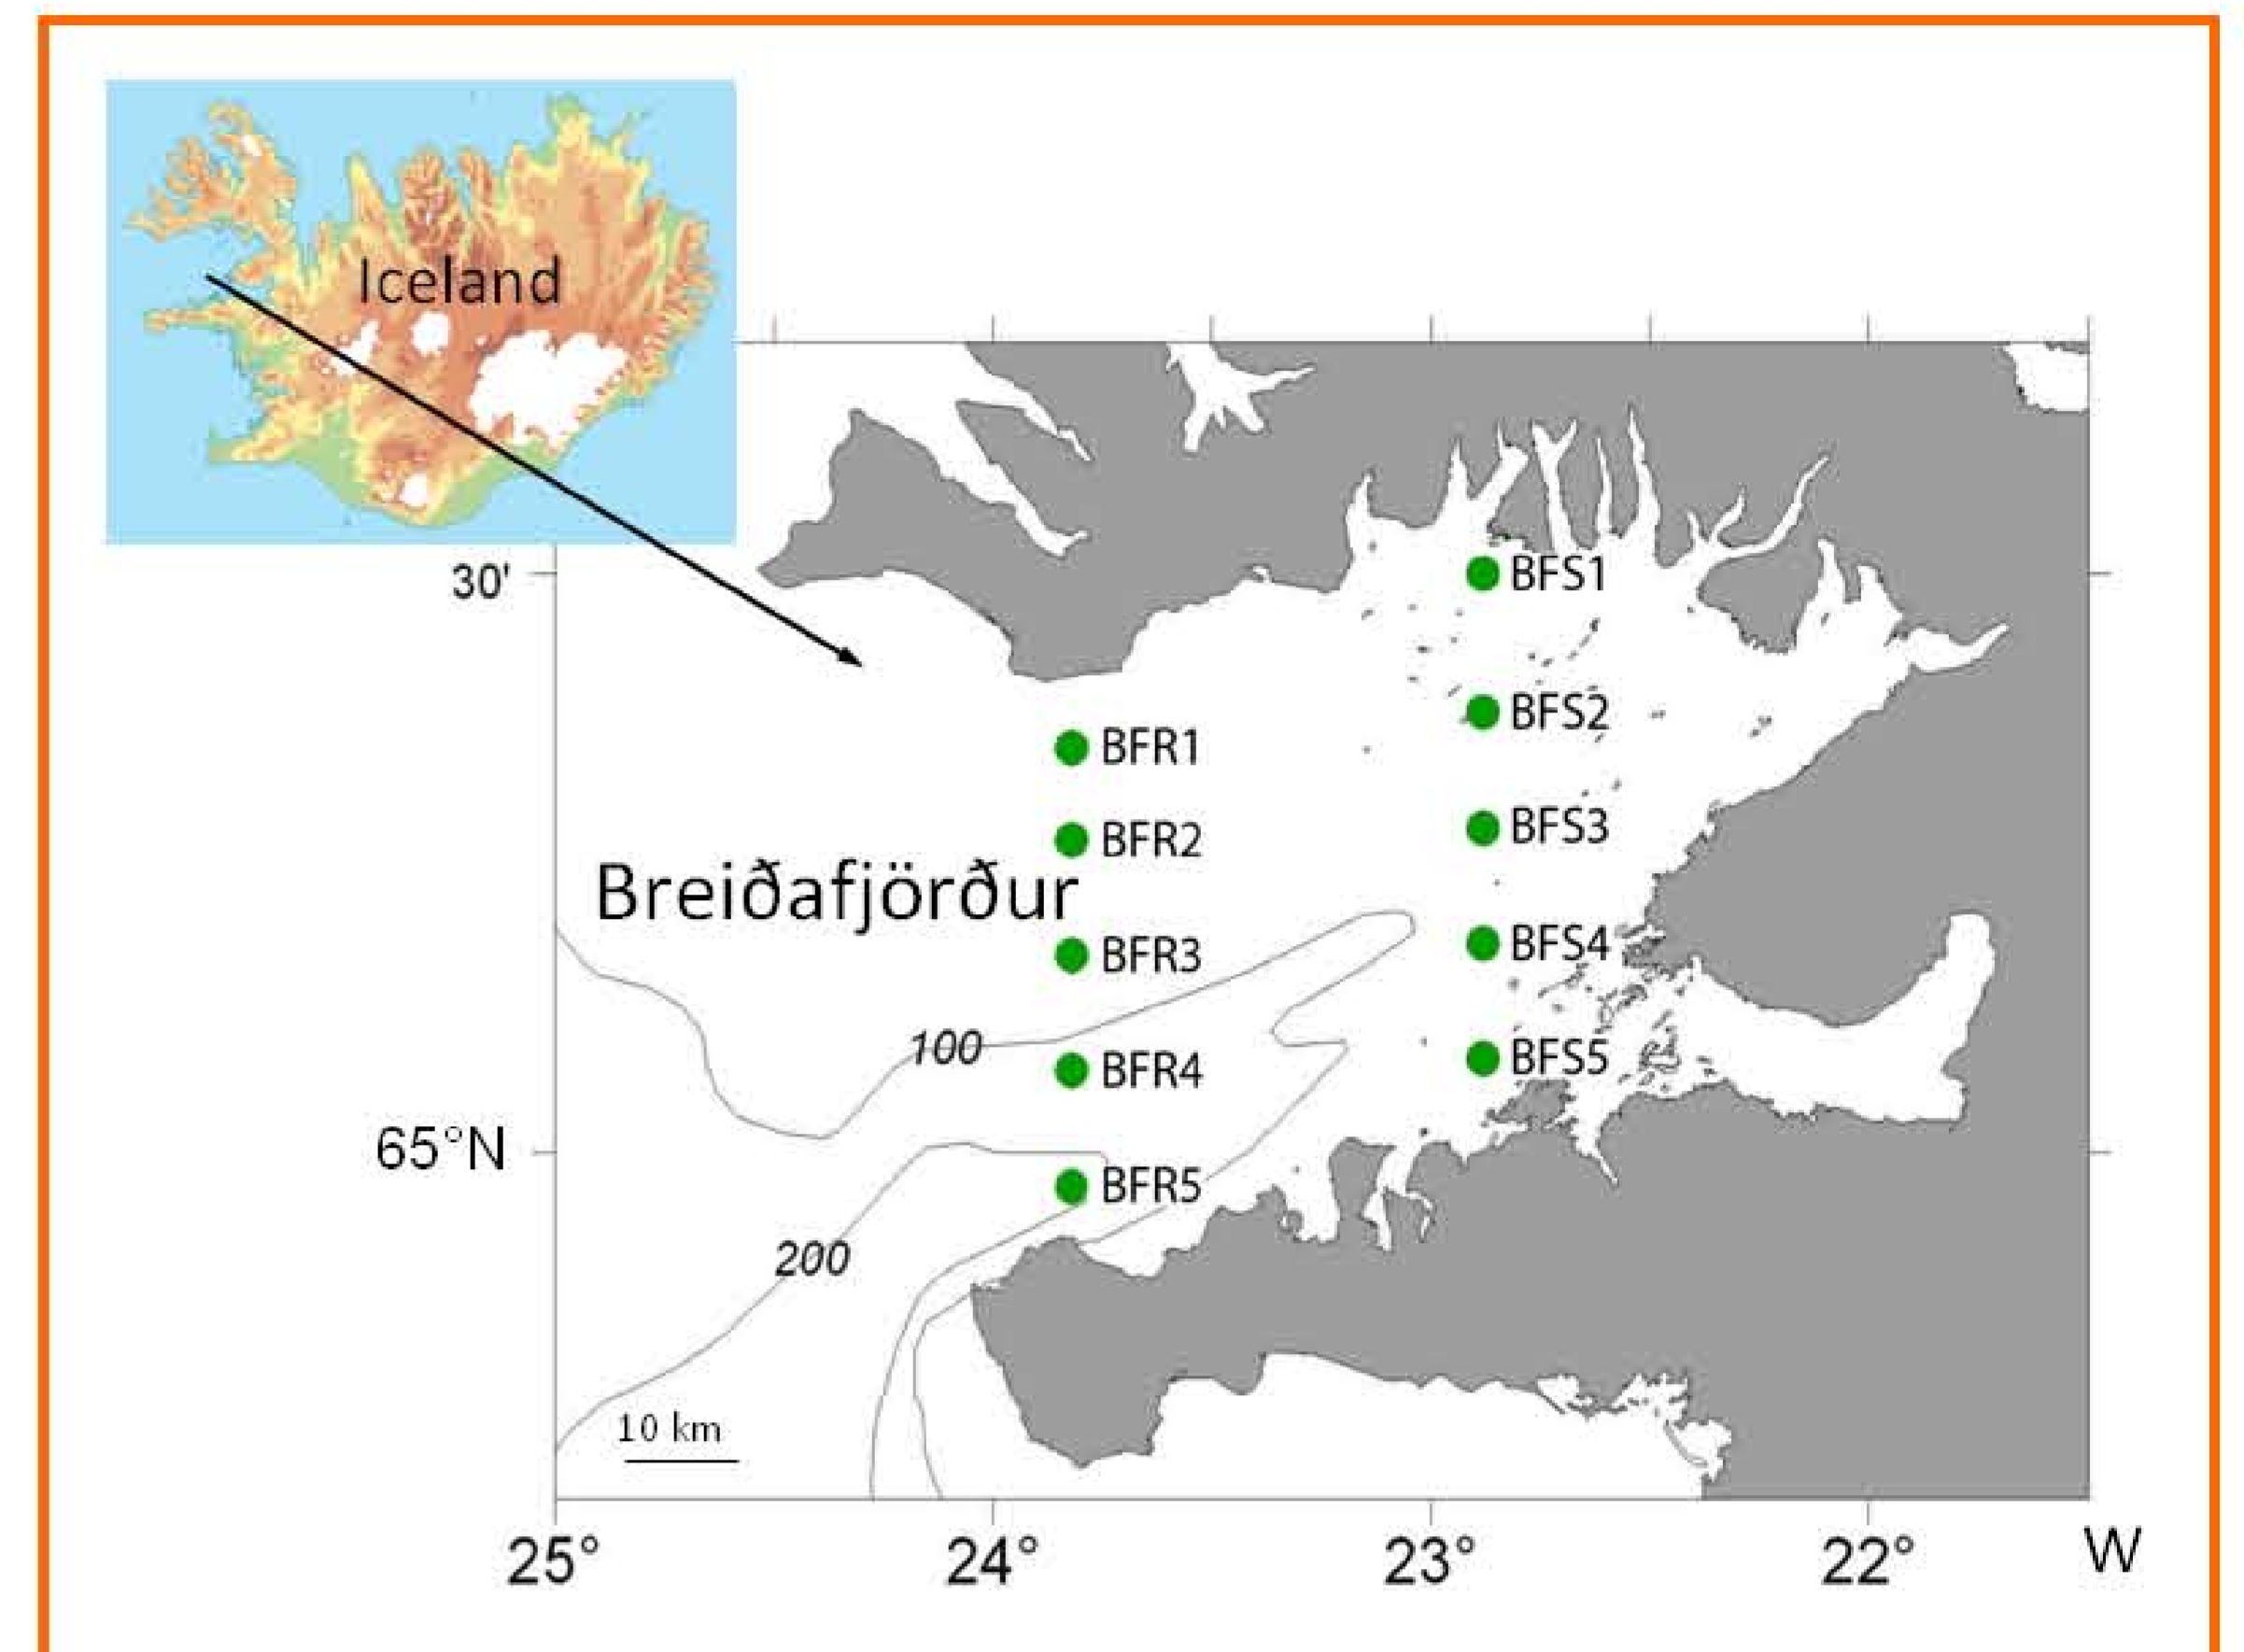 Iceland
30'
BFS1
BFS2
BFR1
BFS3
BFR2
Breiðafjörður
BFS4
BFR3
100
BFS5
BFR4
65°N
BFR5
200
10 km
25°
24°
23°
22°
W